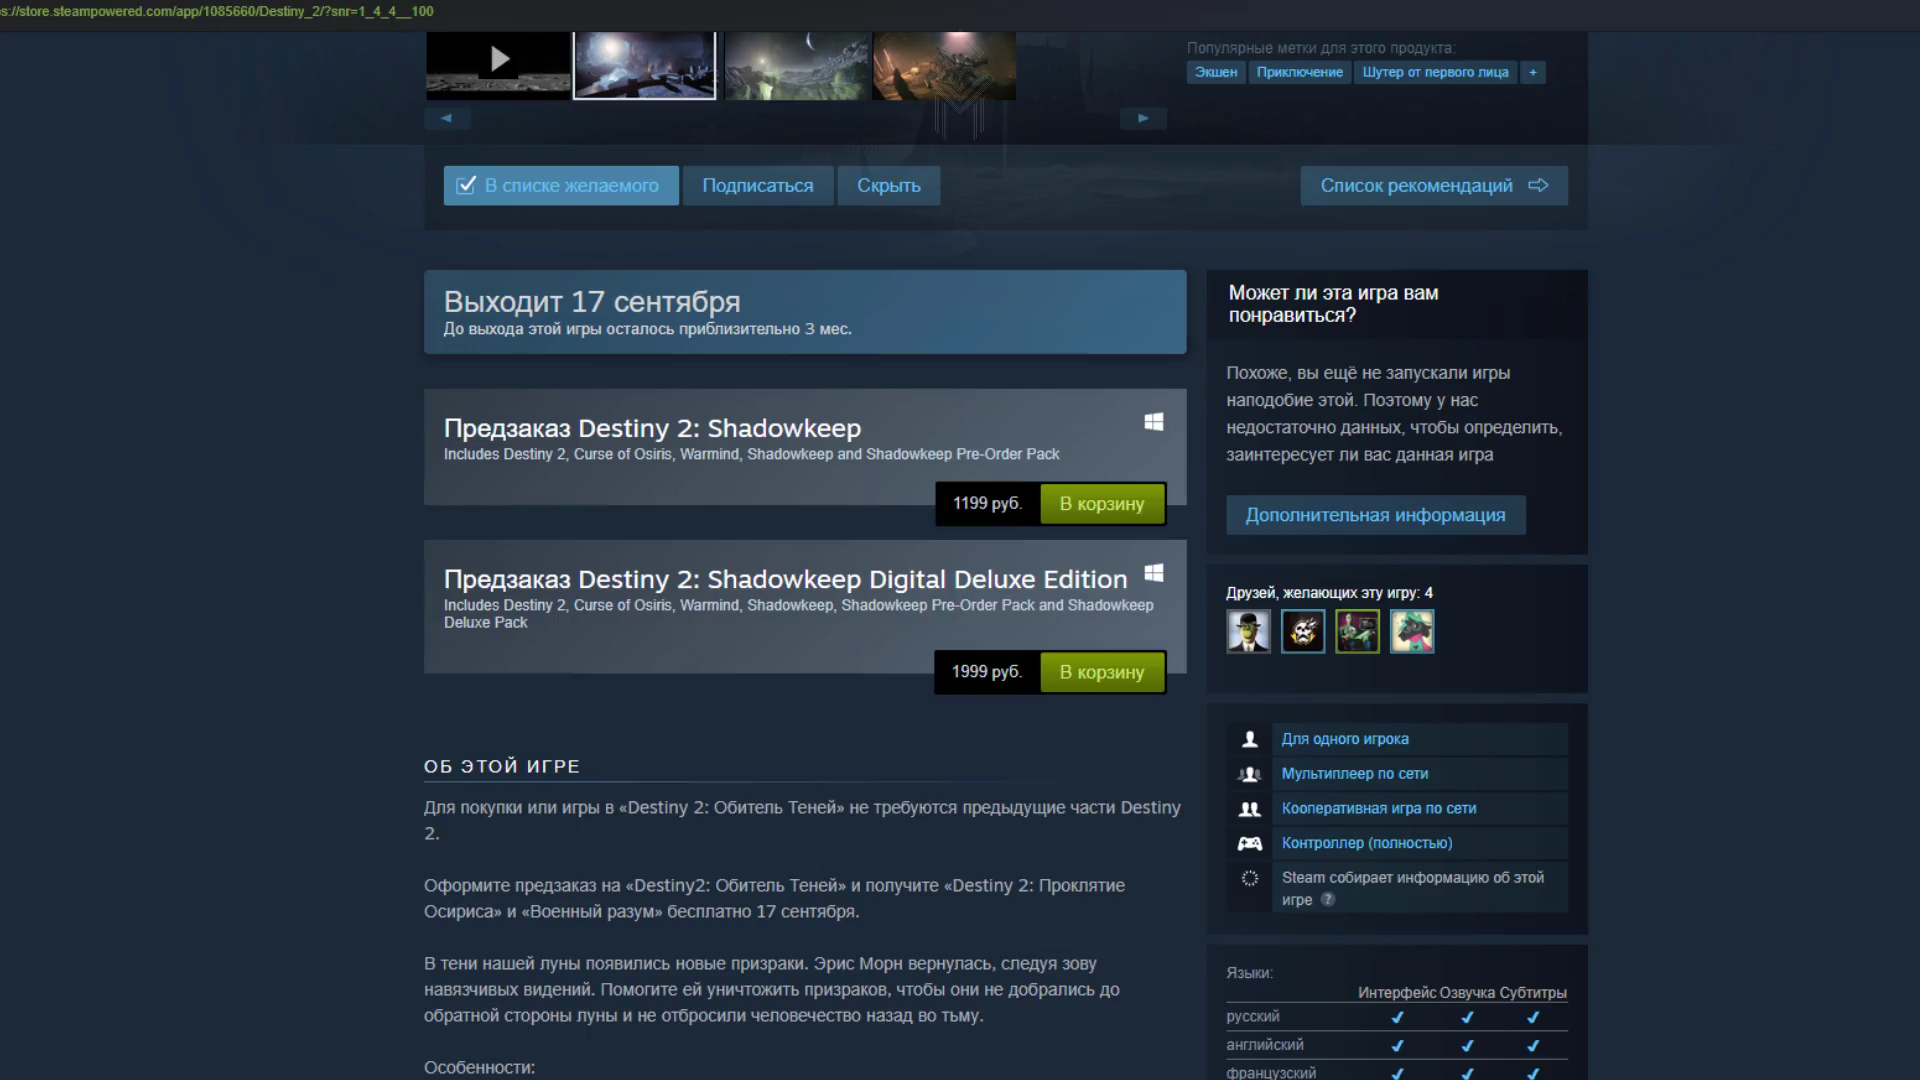 s://store.steampowered.com/app/1085660/Destiny_2/?snr=1_4_4__100
Популярные метки для этого продукта:
Экшен Приключение Шутер от первого лица +
В списке желаемого Подписаться Скрыть Список рекомендаций
Выходит 17 сентября
До выхода этой игры осталось приблизительно 3 мес.
Предзаказ Destiny 2: Shadowkeep
Includes Destiny 2, Curse of Osiris, Warmind, Shadowkeep and Shadowkeep Pre-Order Pack
1199 руб. В корзину
Предзаказ Destiny 2: Shadowkeep Digital Deluxe Edition
Includes Destiny 2, Curse of Osiris, Warmind, Shadowkeep, Shadowkeep Pre-Order Pack and Shadowkeep
Deluxe Pack
1999 руб. В корзину
ОБ ЭТОЙ ИГРЕ
Для покупки или игры в «Destiny 2: Обитель Теней» не требуются предыдущие части Destiny
2.
Оформите предзаказ на «Destiny2: Обитель Теней» и получите «Destiny 2: Проклятие
Осириса» и «Военный разум» бесплатно 17 сентября.
В тени нашей луны появились новые призраки. Эрис Морн вернулась, следуя зову
навязчивых видений. Помогите ей уничтожить призраков, чтобы они не добрались до
обратной стороны луны и не отбросили человечество назад во тьму.
Особенности:
Может ли эта игра вам
понравиться?
Похоже, вы ещё не запускали игры
наподобие этой. Поэтому у нас
недостаточно данных, чтобы определить,
заинтересует ли вас данная игра
Дополнительная информация
Друзей, желающих эту игру: 4
Для одного игрока
Мультиплеер по сети
Кооперативная игра по сети
Контроллер (полностью)
Steam собирает информацию об этой
игре ?
Языки:
Интерфейс Озвучка Субтитры
русский ✔ ✔ ✔
английский ✔ ✔ ✔
французский ✔ ✔ ✔